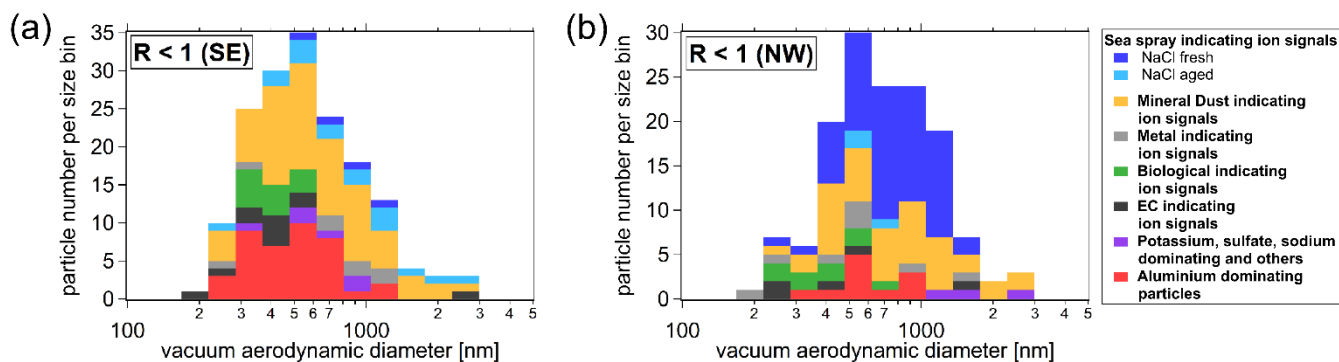 (a)
R < 1 (SE)
particle number per size bin
35
30
25
20
15
10
5
0
100
2
3
4
5
6
7
1000
2
3
4
5
vacuum aerodynamic diameter [nm]
(b)
R < 1 (NW)
particle number per size bin
30
25
20
15
10
5
0
100
2
3
4
5
6
7
1000
2
3
4
5
vacuum aerodynamic diameter [nm]
Sea spray indicating ion signals
NaCl fresh
NaCl aged
Mineral Dust indicating
ion signals
Metal indicating
ion signals
Biological indicating
ion signals
EC indicating
ion signals
Potassium, sulfate, sodium
dominating and others
Aluminium dominating
particles